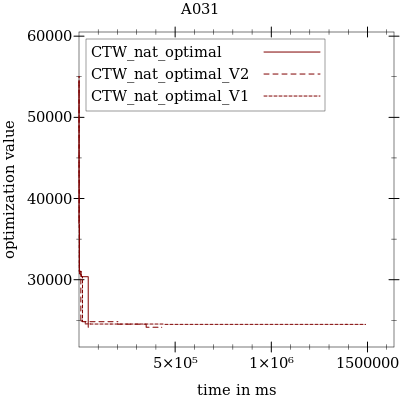 A031
60000
50000
40000
30000
optimization value
CTW_nat_optimal
CTW_nat_optimal_V2
CTW_nat_optimal_V1
5×10⁵ 1×10⁶ 1500000
time in ms